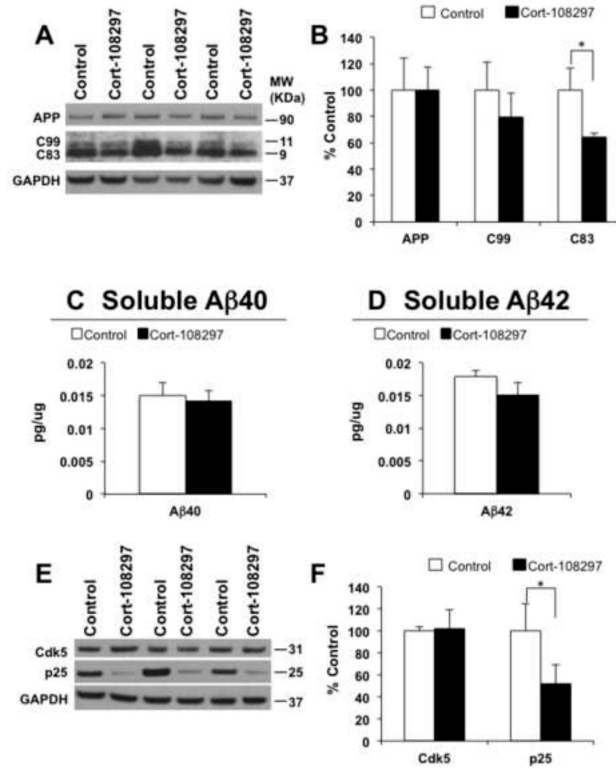 A
Control
Cort-108297
Control
Cort-108297
Control
Cort-108297
MW
(KDa)
APP
—90
C99
—11
C83
—9
GAPDH
—37
B
Control
Cort-108297
140
120
100
80
60
40
20
0
% Control
*
APP
C99
C83
C Soluble Aβ40
Control
Cort-108297
0.02
0.015
0.01
0.005
0
pg/ug
Aβ40
D Soluble Aβ42
Control
Cort-108297
0.02
0.015
0.01
0.005
0
pg/ug
Aβ42
E
Control
Cort-108297
Control
Cort-108297
Control
Cort-108297
Cdk5
—31
p25
—25
GAPDH
—37
F
Control
Cort-108297
140
120
100
80
60
40
20
0
% Control
*
Cdk5
p25